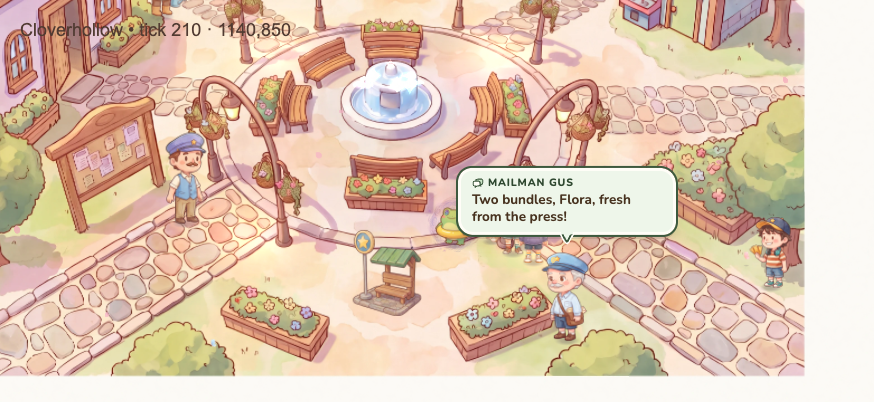 Cloverhollow • tick 210 · 1140,850
MAILMAN GUS
Two bundles, Flora, fresh
from the press!